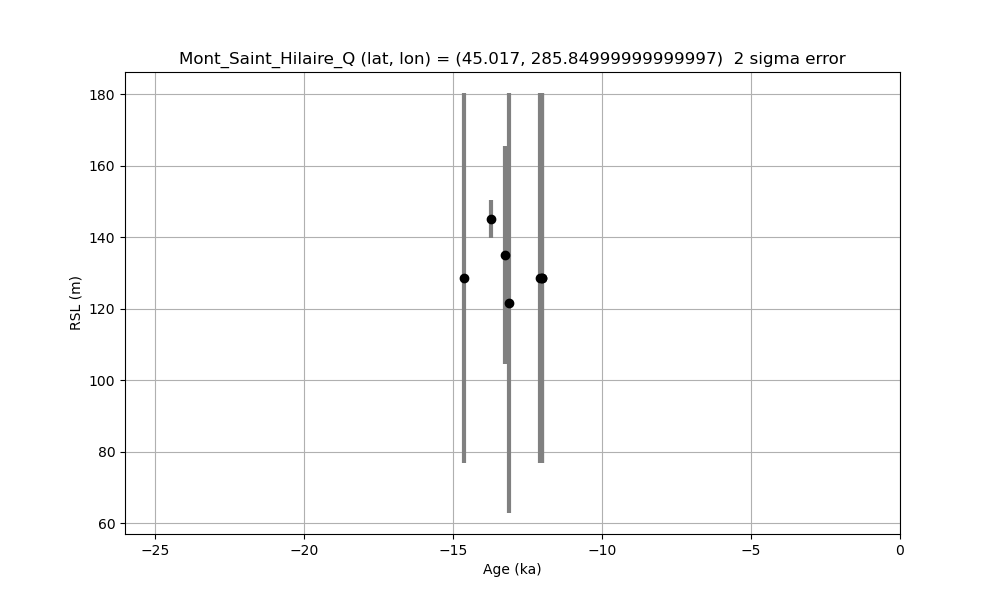 Mont_Saint_Hilaire_Q (lat, lon) = (45.017, 285.84999999999997)  2 sigma error
RSL (m)
180
160
140
120
100
80
60
−25 −20 −15 −10 −5 0
Age (ka)